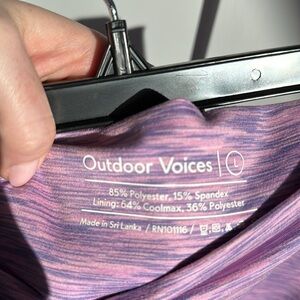 Outdoor Voices | L
85% Polyester, 15% Spandex
Lining: 64% Coolmax, 36% Polyester
Made in Sri Lanka / RN101116 /